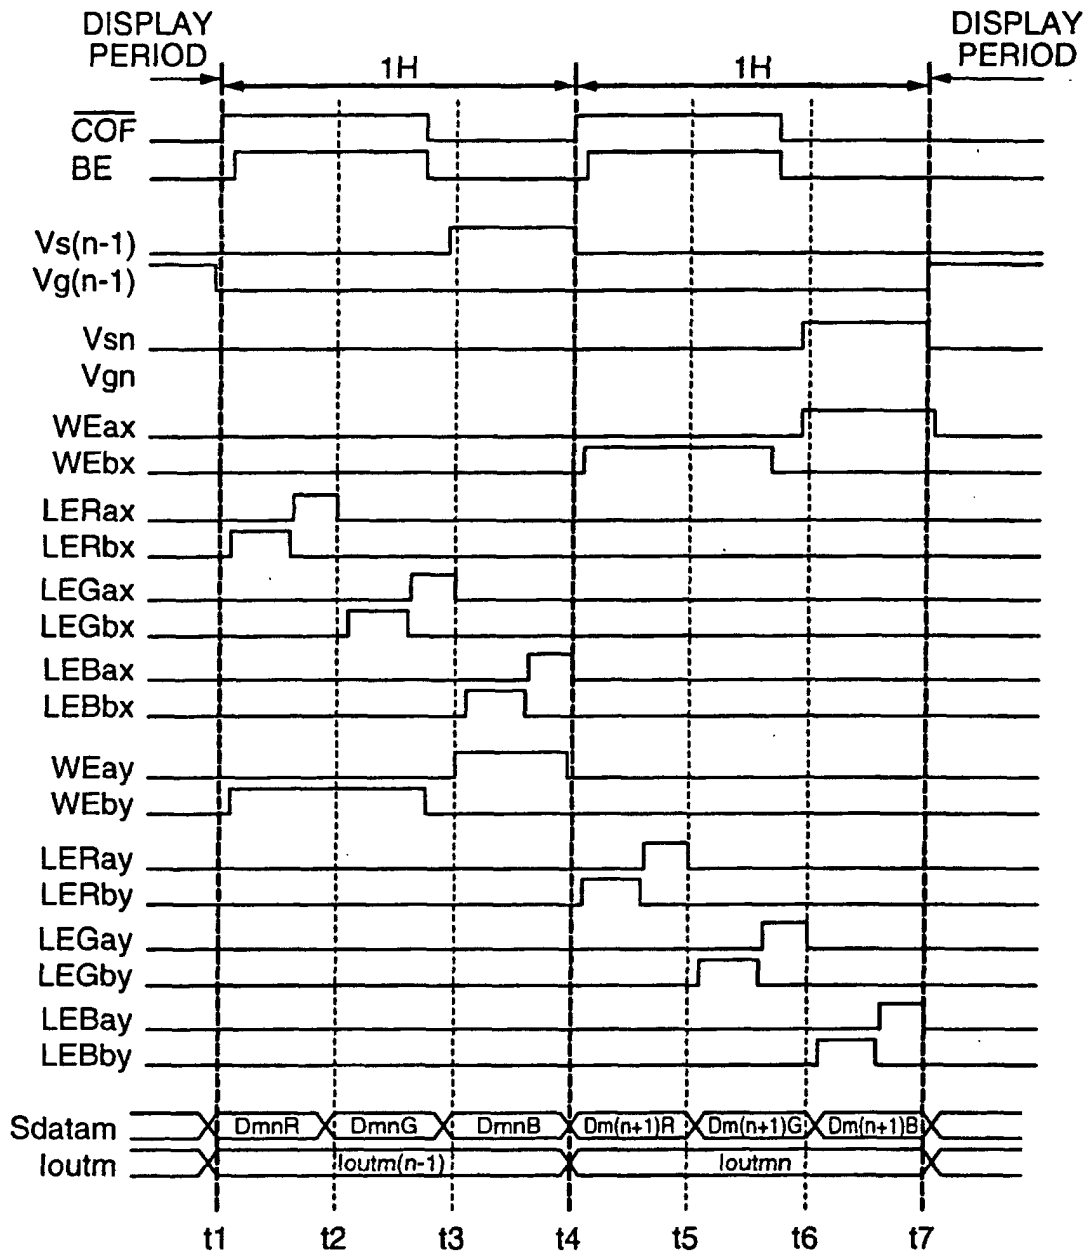 DISPLAY PERIOD
DISPLAY PERIOD
1H
1H
COF
BE
Vs(n-1)
Vg(n-1)
Vsn
Vgn
WEax
WEbx
LERax
LERbx
LEGax
LEGbx
LEBax
LEBbx
WEay
WEby
LERay
LERby
LEGay
LEGby
LEBay
LEBby
Sdatam DmnR DmnG DmnB Dm(n+1)R Dm(n+1)G Dm(n+1)B
Ioutm Ioutm(n-1) Ioutmn
t1 t2 t3 t4 t5 t6 t7